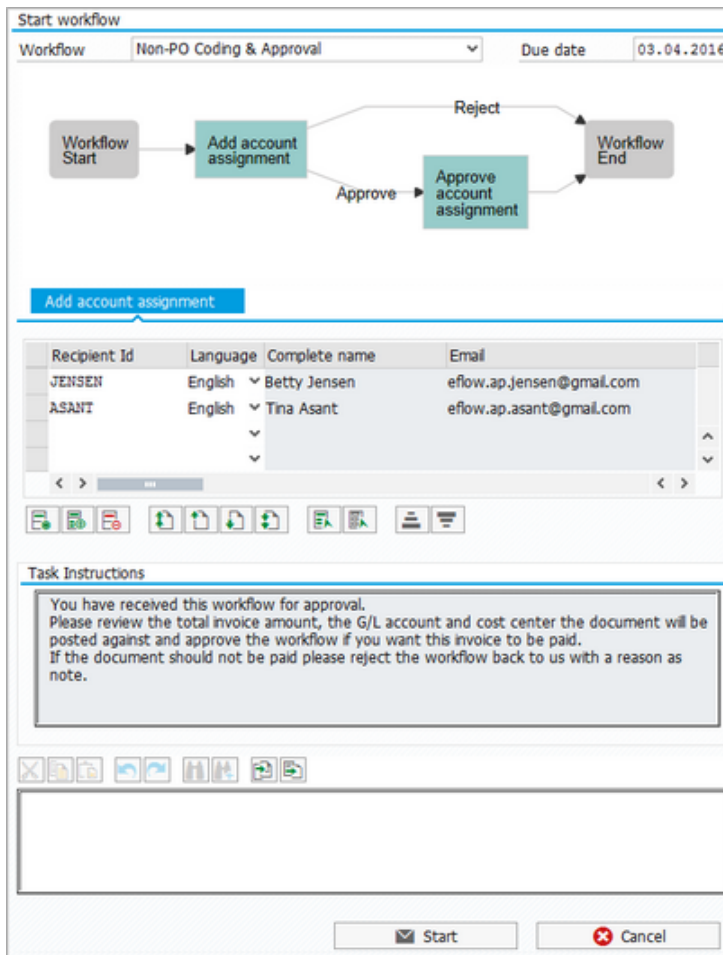 Start workflow
Workflow Non-PO Coding & Approval Due date 03.04.2016
Reject
Workflow
Start
Add account
assignment
Workflow
End
Approve
Approve
account
assignment
Add account assignment
Recipient Id Language Complete name Email
JENSEN English Betty Jensen eflow.ap.jensen@gmail.com
ASANT English Tina Asant eflow.ap.asant@gmail.com
Task Instructions
You have received this workflow for approval.
Please review the total invoice amount, the G/L account and cost center the document will be
posted against and approve the workflow if you want this invoice to be paid.
If the document should not be paid please reject the workflow back to us with a reason as
note.
Start Cancel